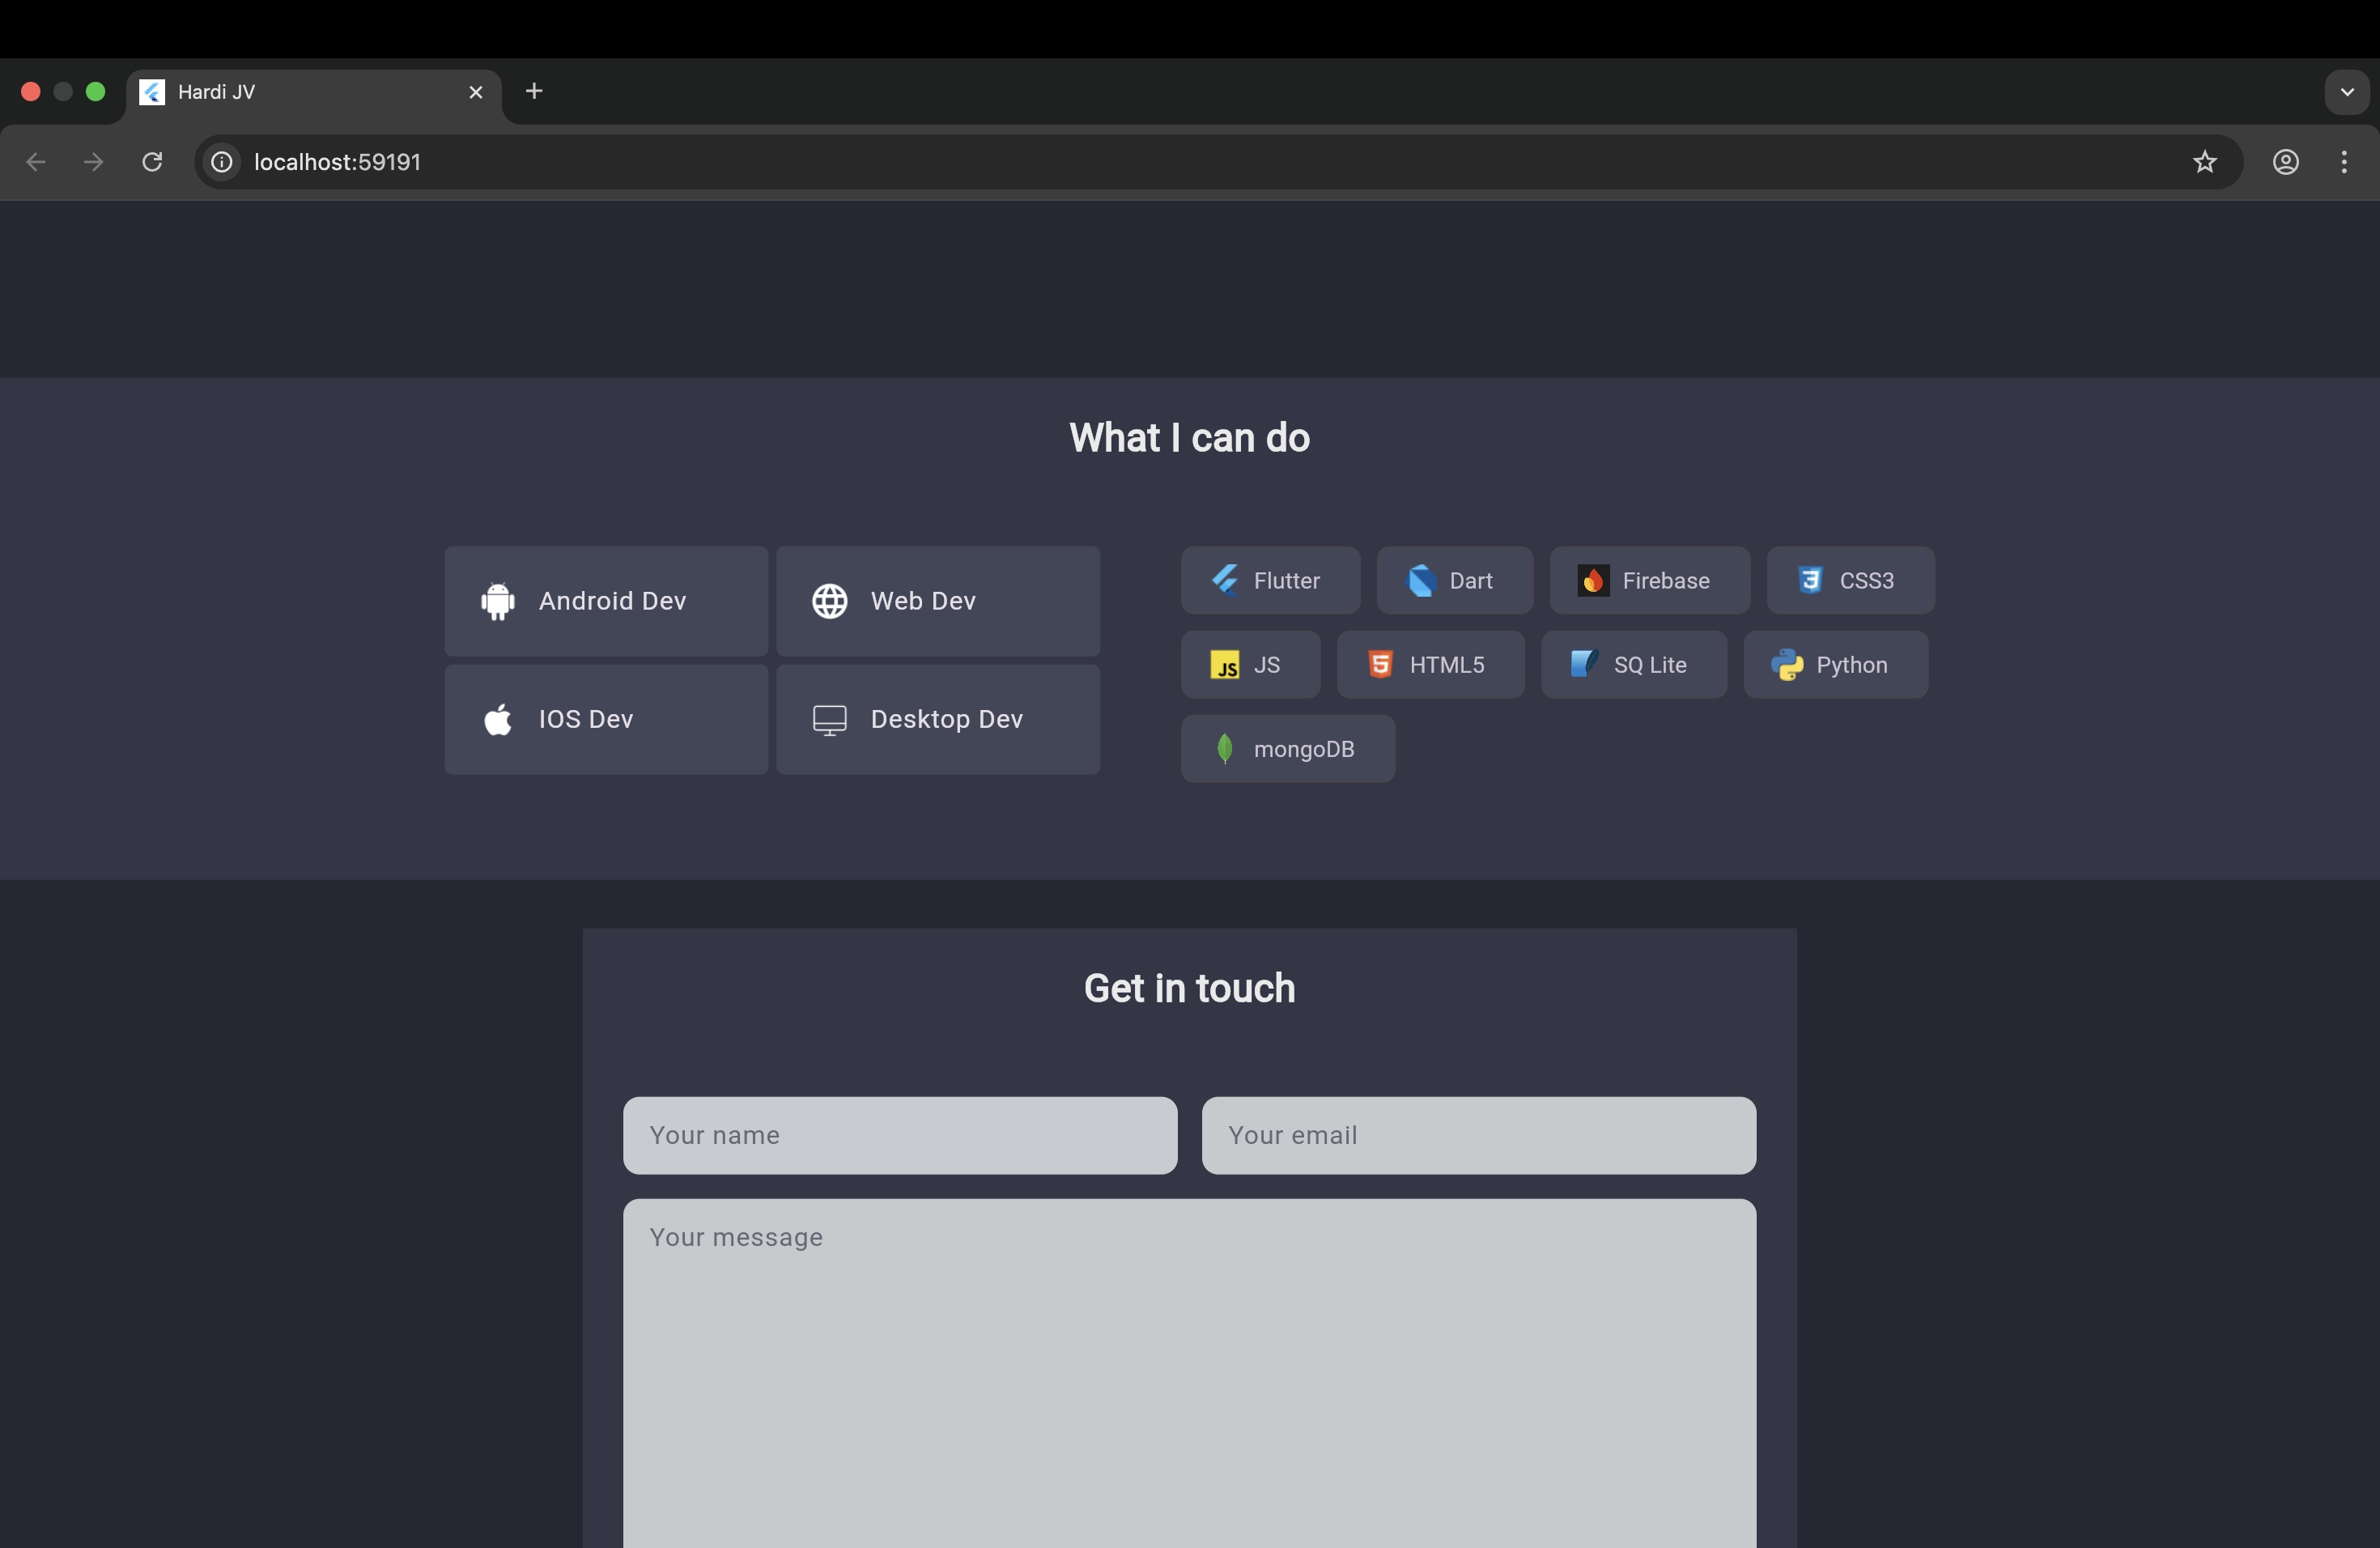 Hardi JV
localhost:59191
What I can do
Android Dev
Web Dev
IOS Dev
Desktop Dev
Flutter
Dart
Firebase
CSS3
JS
JS
HTML5
SQ Lite
Python
mongoDB
Get in touch
Your name
Your email
Your message